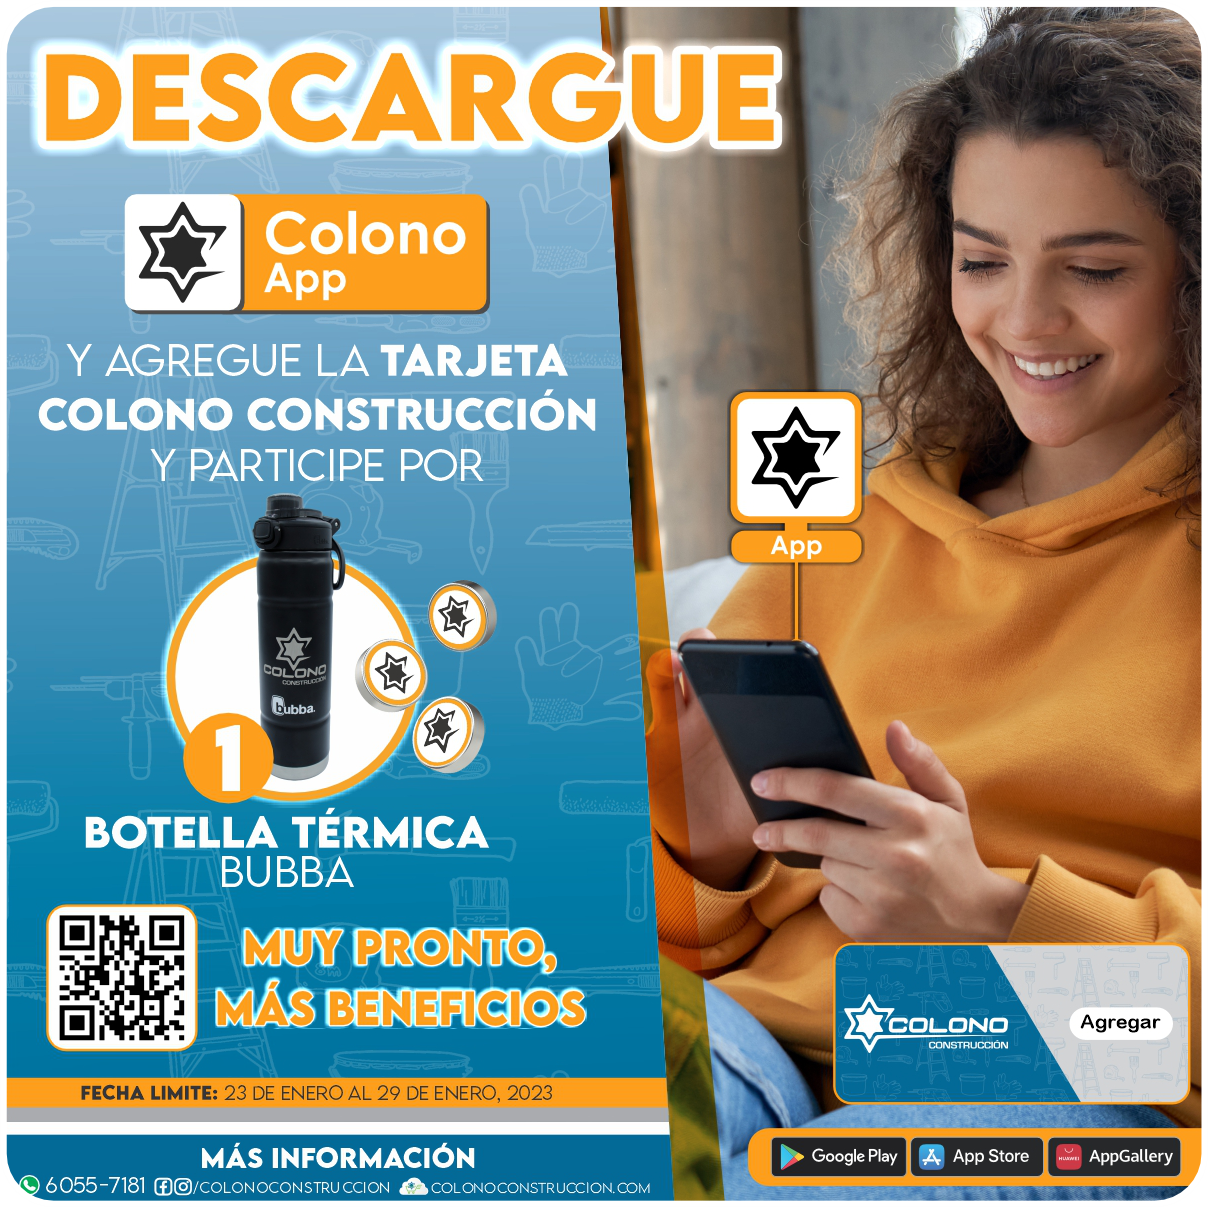 DESCARGUE
Colono
App
Y AGREGUE LA TARJETA
COLONO CONSTRUCCIÓN
Y PARTICIPE POR
COLONO
CONSTRUCCIÓN
bubba.
1
BOTELLA TÉRMICA
BUBBA
MUY PRONTO,
MÁS BENEFICIOS
FECHA LIMITE: 23 DE ENERO AL 29 DE ENERO, 2023
MÁS INFORMACIÓN
6055-7181 /COLONOCONSTRUCCION COLONOCONSTRUCCION.COM
App
COLONO
CONSTRUCCIÓN
Agregar
Google Play
App Store
HUAWEI AppGallery